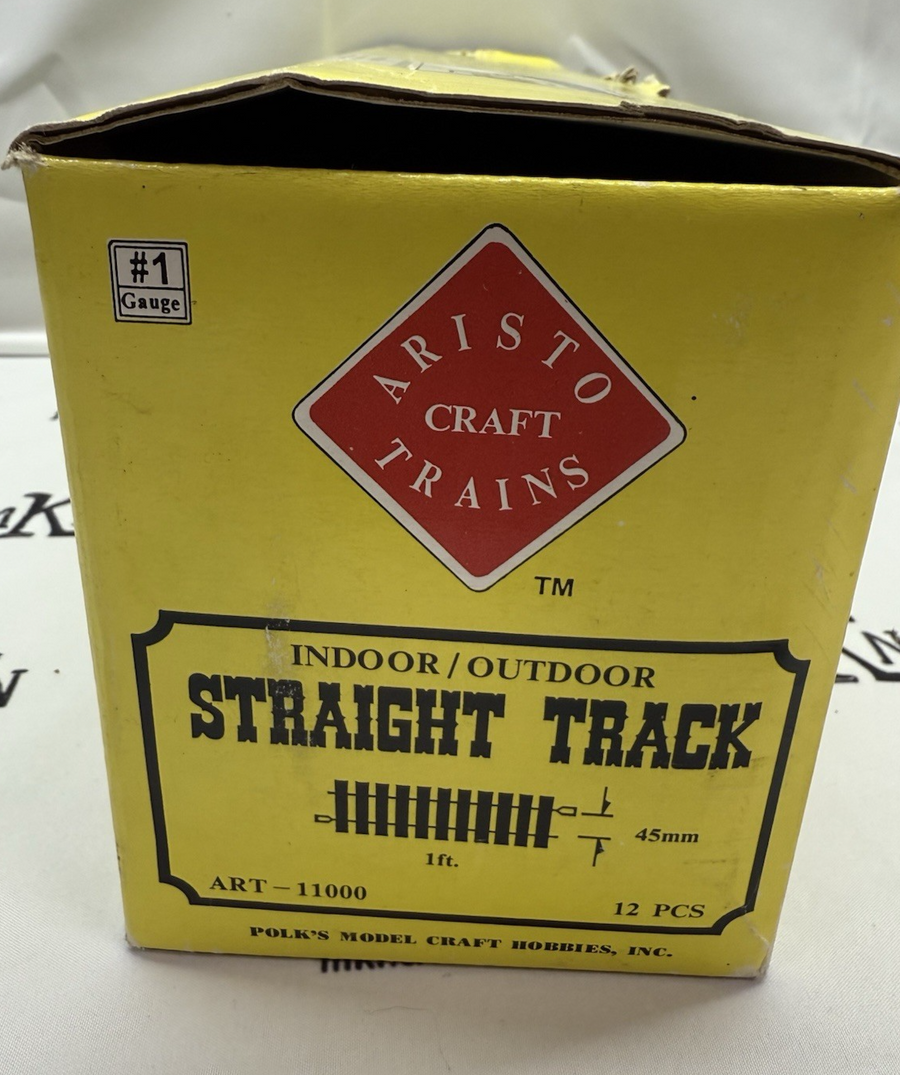 #1
Gauge
ARISTO
CRAFT
TRAINS
TM
INDOOR / OUTDOOR
STRAIGHT TRACK
45mm
1ft.
ART – 11000
12 PCS
POLK'S MODEL CRAFT HOBBIES, INC.